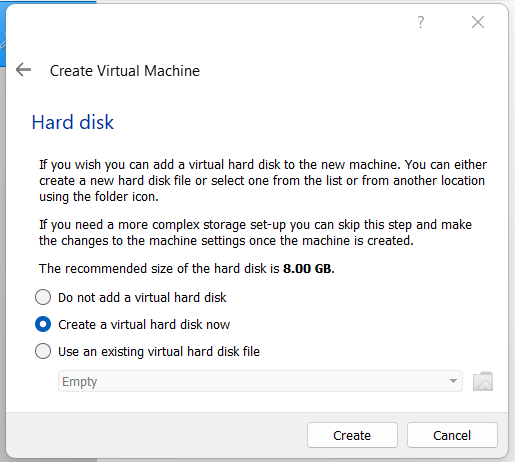 ?
Create Virtual Machine
Hard disk
If you wish you can add a virtual hard disk to the new machine. You can either
create a new hard disk file or select one from the list or from another location
using the folder icon.
If you need a more complex storage set-up you can skip this step and make
the changes to the machine settings once the machine is created.
The recommended size of the hard disk is 8.00 GB.
Do not add a virtual hard disk
Create a virtual hard disk now
Use an existing virtual hard disk file
Empty
Create
Cancel